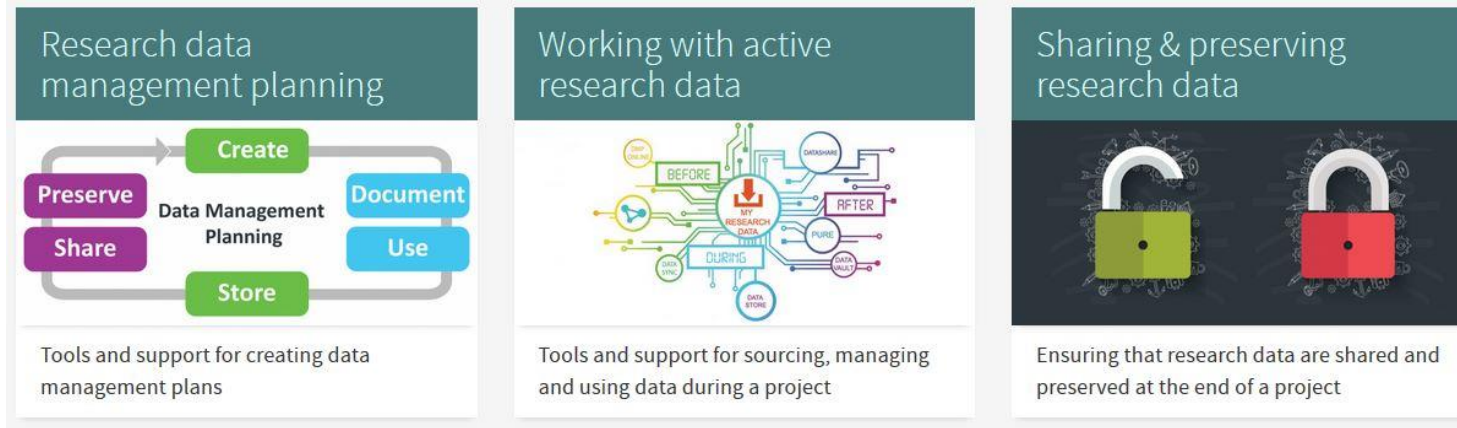 Research data
management planning
Create
Preserve
Document
Data Management
Planning
Share
Use
Store
Tools and support for creating data
management plans
Working with active
research data
DMP
ONLINE
DATASHARE
BEFORE
MY
RESEARCH
DATA
AFTER
PURE
DURING
DATA
SYNC
DATA
VAULT
DATA
STORE
Tools and support for sourcing, managing
and using data during a project
Sharing & preserving
research data
Ensuring that research data are shared and
preserved at the end of a project